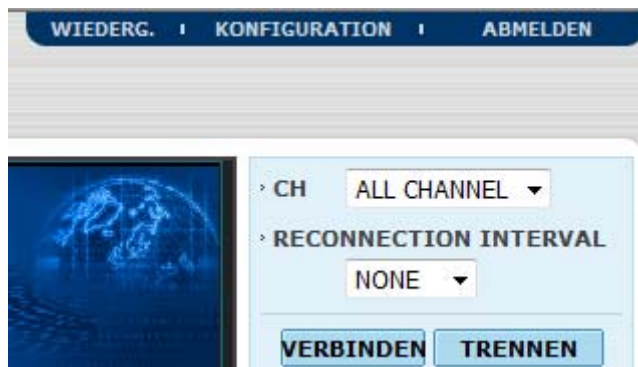 WIEDERG. KONFIGURATION ABMELDEN
CH ALL CHANNEL
RECONNECTION INTERVAL
NONE
VERBINDEN TRENNEN